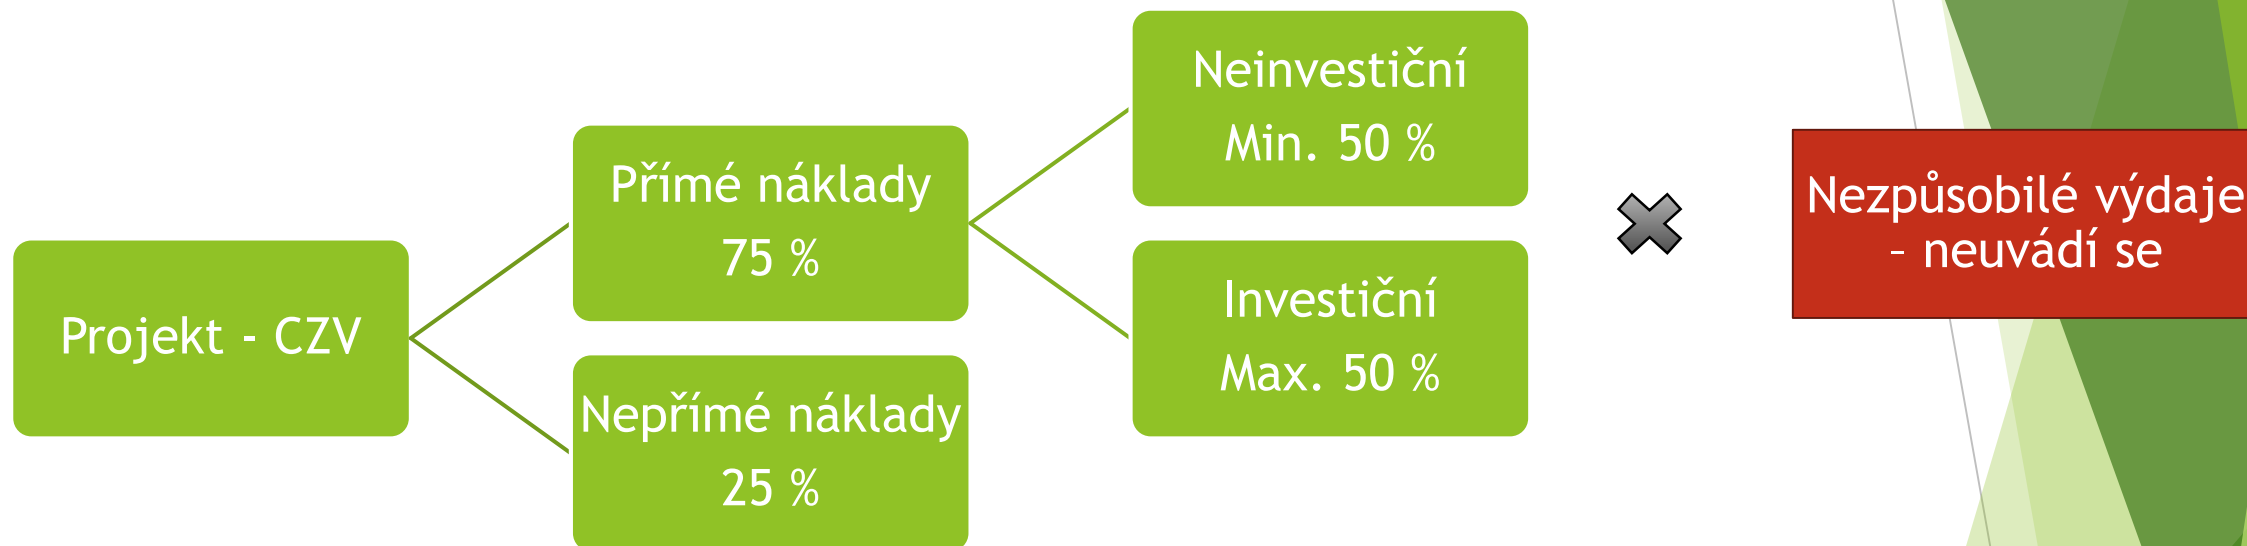 Projekt - CZV
Přímé náklady
75 %
Nepřímé náklady
25 %
Neinvestiční
Min. 50 %
Investiční
Max. 50 %
Nezpůsobilé výdaje
– neuvádí se